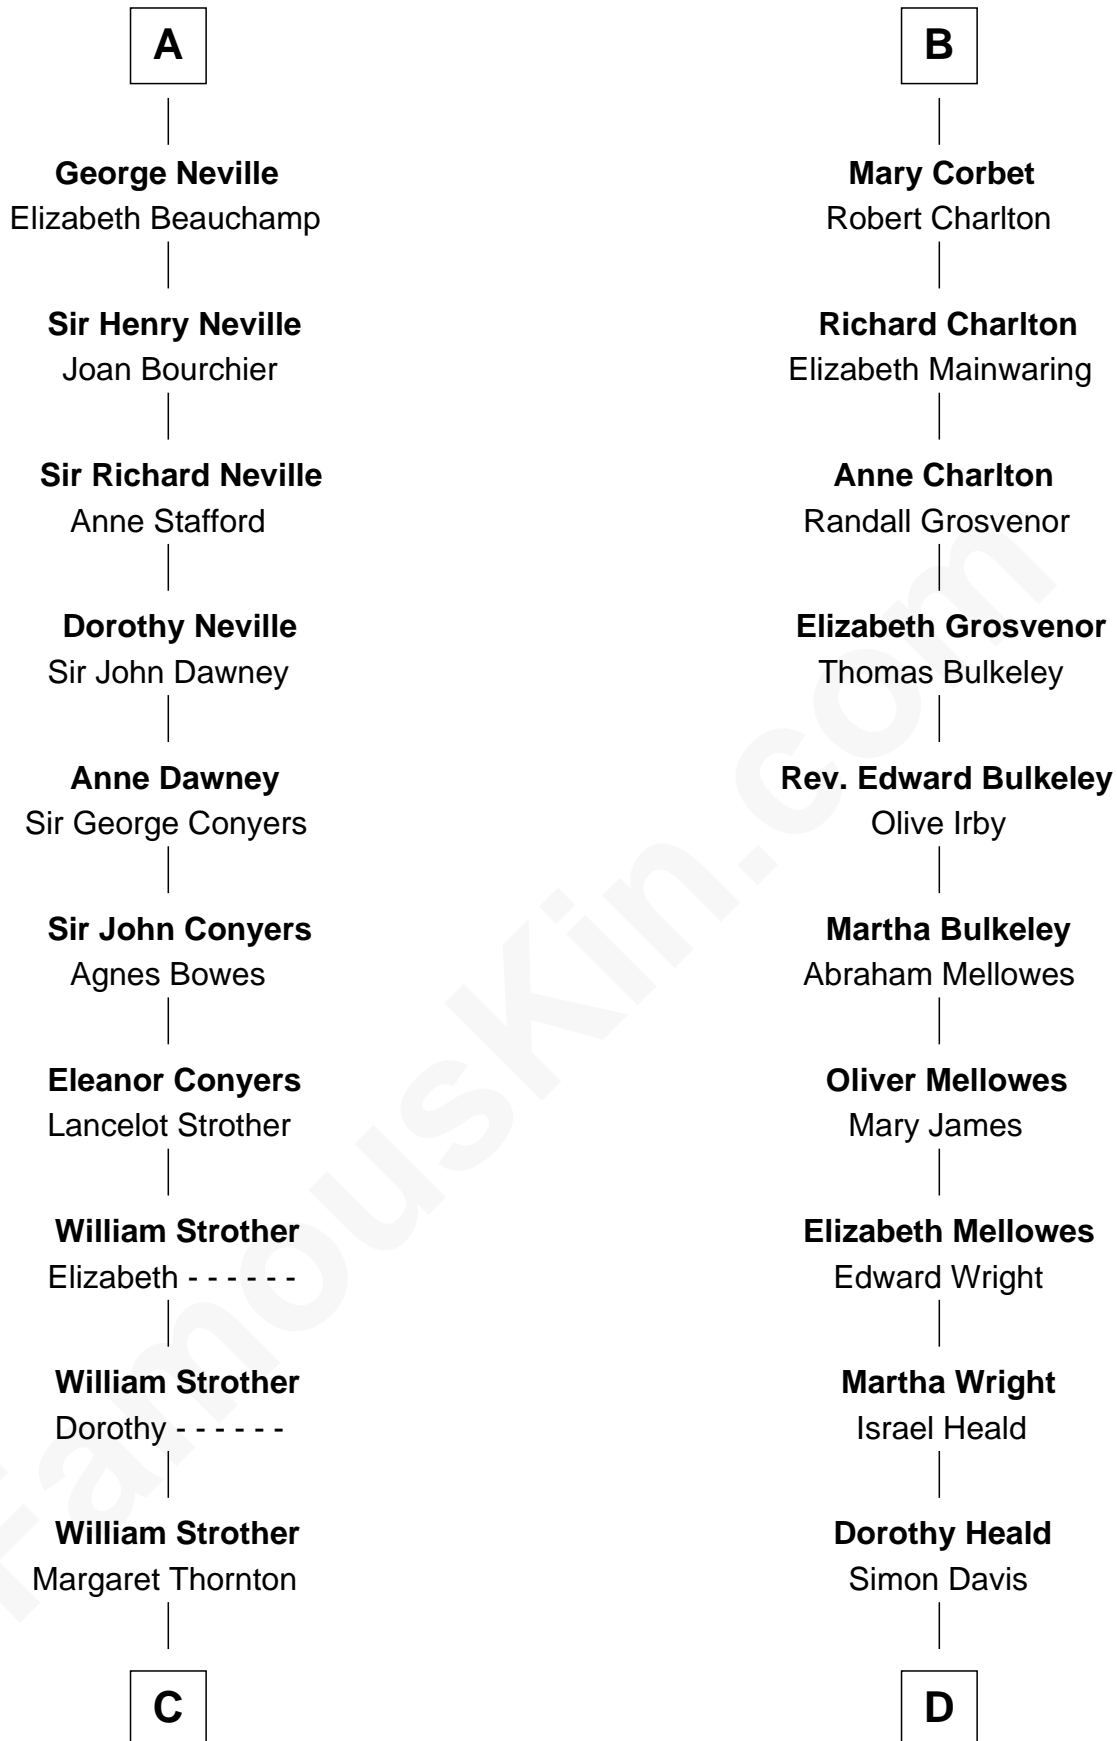 A
George Neville
Elizabeth Beauchamp
Sir Henry Neville
Joan Bourchier
Sir Richard Neville
Anne Stafford
Dorothy Neville
Sir John Dawney
Anne Dawney
Sir George Conyers
Sir John Conyers
Agnes Bowes
Eleanor Conyers
Lancelot Strother
William Strother
Elizabeth - - - - - -
William Strother
Dorothy - - - - - -
William Strother
Margaret Thornton
C
B
Mary Corbet
Robert Charlton
Richard Charlton
Elizabeth Mainwaring
Anne Charlton
Randall Grosvenor
Elizabeth Grosvenor
Thomas Bulkeley
Rev. Edward Bulkeley
Olive Irby
Martha Bulkeley
Abraham Mellowes
Oliver Mellowes
Mary James
Elizabeth Mellowes
Edward Wright
Martha Wright
Israel Heald
Dorothy Heald
Simon Davis
D
FamousKin.com